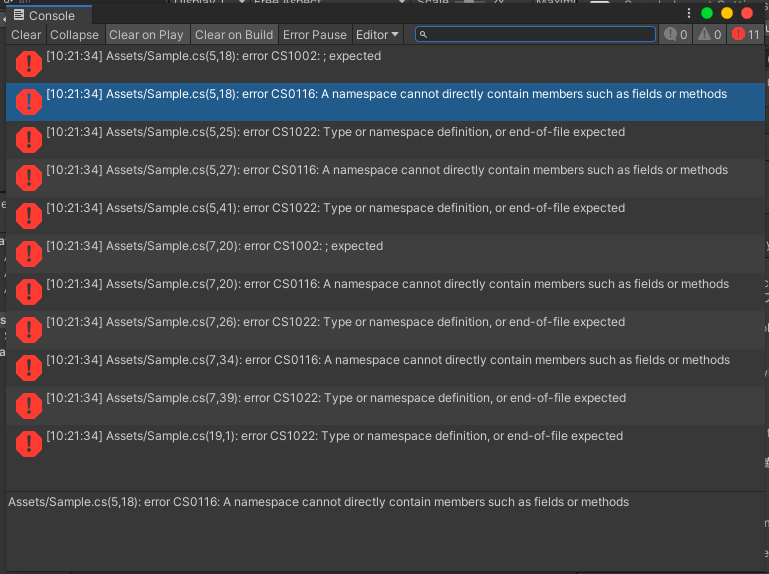 Console
Clear Collapse Clear on Play Clear on Build Error Pause Editor 0 0 11
[10:21:34] Assets/Sample.cs(5,18): error CS1002: ; expected
[10:21:34] Assets/Sample.cs(5,18): error CS0116: A namespace cannot directly contain members such as fields or methods
[10:21:34] Assets/Sample.cs(5,25): error CS1022: Type or namespace definition, or end-of-file expected
[10:21:34] Assets/Sample.cs(5,27): error CS0116: A namespace cannot directly contain members such as fields or methods
[10:21:34] Assets/Sample.cs(5,41): error CS1022: Type or namespace definition, or end-of-file expected
[10:21:34] Assets/Sample.cs(7,20): error CS1002: ; expected
[10:21:34] Assets/Sample.cs(7,20): error CS0116: A namespace cannot directly contain members such as fields or methods
[10:21:34] Assets/Sample.cs(7,26): error CS1022: Type or namespace definition, or end-of-file expected
[10:21:34] Assets/Sample.cs(7,34): error CS0116: A namespace cannot directly contain members such as fields or methods
[10:21:34] Assets/Sample.cs(7,39): error CS1022: Type or namespace definition, or end-of-file expected
[10:21:34] Assets/Sample.cs(19,1): error CS1022: Type or namespace definition, or end-of-file expected
Assets/Sample.cs(5,18): error CS0116: A namespace cannot directly contain members such as fields or methods